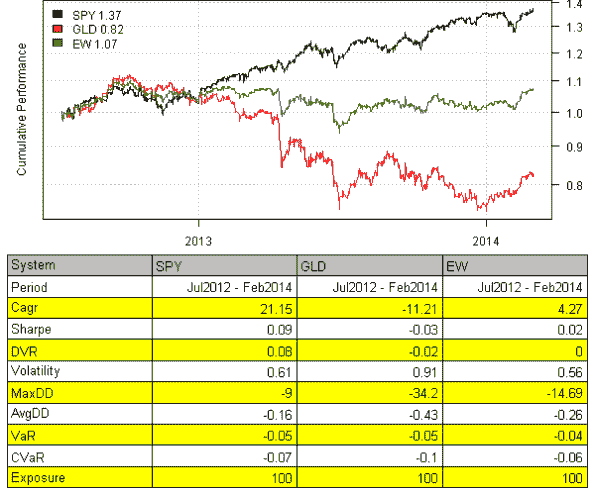 1.4
SPY 1.37
GLD 0.82
EW 1.07
1.3
1.2
1.1
1.0
0.9
0.8
Cumulative Performance
2013 2014
System SPY GLD EW
Period Jul2012 - Feb2014 Jul2012 - Feb2014 Jul2012 - Feb2014
Cagr 21.15 -11.21 4.27
Sharpe 0.09 -0.03 0.02
DVR 0.08 -0.02 0
Volatility 0.61 0.91 0.56
MaxDD -9 -34.2 -14.69
AvgDD -0.16 -0.43 -0.26
VaR -0.05 -0.05 -0.04
CVaR -0.07 -0.1 -0.06
Exposure 100 100 100